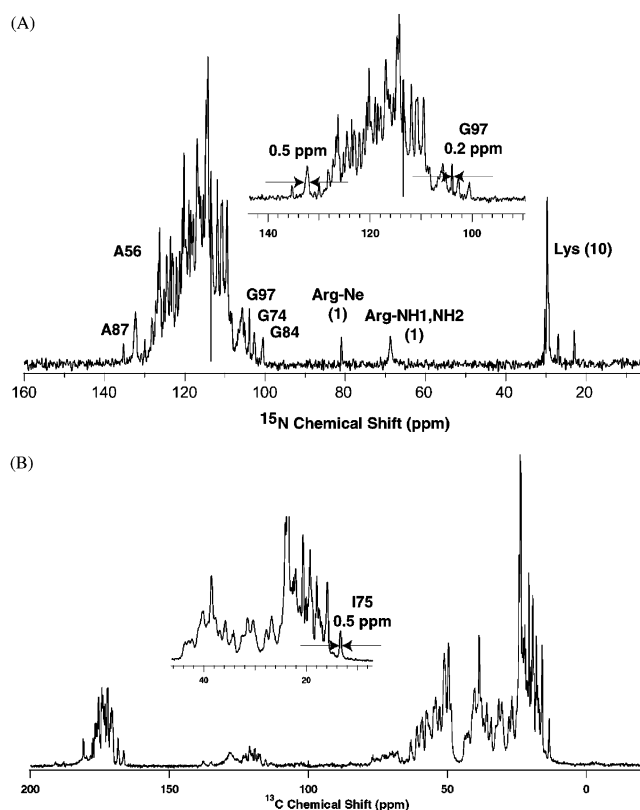 (A)
G97
0.5 ppm
0.2 ppm
140
120
100
A56
Lys (10)
G97
G74
G84
Arg-Ne
(1)
Arg-NH1,NH2
(1)
A87
160
140
120
100
80
60
40
20
15N Chemical Shift (ppm)
(B)
I75
0.5 ppm
40
20
200
150
100
50
0
13C Chemical Shift (ppm)